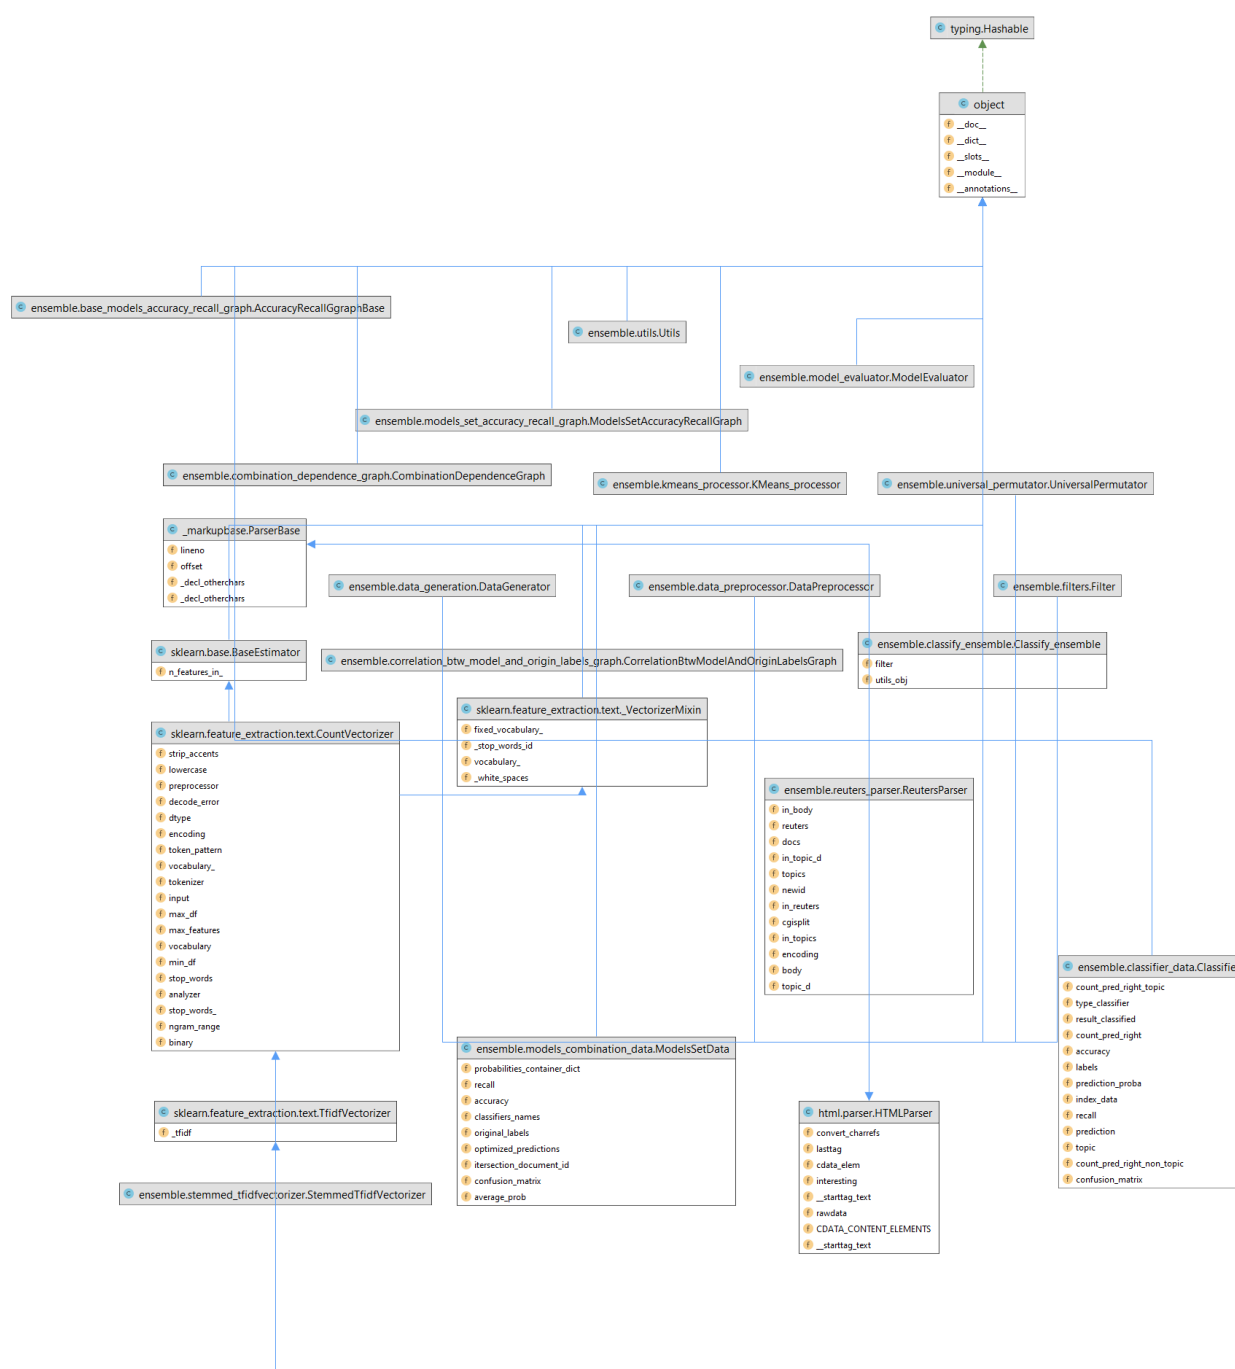 typing.Hashable
object
__doc__
__dict__
__slots__
__module__
__annotations__
ensemble.base_models_accuracy_recall_graph.AccuracyRecallGgraphBase
ensemble.utils.Utils
ensemble.model_evaluator.ModelEvaluator
ensemble.models_set_accuracy_recall_graph.ModelsSetAccuracyRecallGraph
ensemble.combination_dependence_graph.CombinationDependenceGraph
ensemble.kmeans_processor.KMeans_processor
ensemble.universal_permutator.UniversalPermutator
_markupbase.ParserBase
lineno
offset
_decl_otherchars
_decl_otherchars
ensemble.data_generation.DataGenerator
ensemble.data_preprocessor.DataPreprocessor
ensemble.filters.Filter
sklearn.base.BaseEstimator
n_features_in_
ensemble.correlation_btw_model_and_origin_labels_graph.CorrelationBtwModelAndOriginLabelsGraph
ensemble.classify_ensemble.Classify_ensemble
filter
utils_obj
sklearn.feature_extraction.text._VectorizerMixin
fixed_vocabulary_
_stop_words_id
vocabulary_
_white_spaces
sklearn.feature_extraction.text.CountVectorizer
strip_accents
lowercase
preprocessor
decode_error
dtype
encoding
token_pattern
vocabulary_
tokenizer
input
max_df
max_features
vocabulary
min_df
stop_words
analyzer
stop_words_
ngram_range
binary
ensemble.reuters_parser.ReutersParser
in_body
reuters
docs
in_topic_d
topics
newid
in_reuters
cgisplit
in_topics
encoding
body
topic_d
ensemble.classifier_data.Classifie
count_pred_right_topic
type_classifier
result_classified
count_pred_right
accuracy
labels
prediction_proba
index_data
recall
prediction
topic
count_pred_right_non_topic
confusion_matrix
ensemble.models_combination_data.ModelsSetData
probabilities_container_dict
recall
accuracy
classifiers_names
original_labels
optimized_predictions
itersection_document_id
confusion_matrix
average_prob
sklearn.feature_extraction.text.TfidfVectorizer
_tfidf
html.parser.HTMLParser
convert_charrefs
lasttag
cdata_elem
interesting
__starttag_text
rawdata
CDATA_CONTENT_ELEMENTS
__starttag_text
ensemble.stemmed_tfidfvectorizer.StemmedTfidfVectorizer